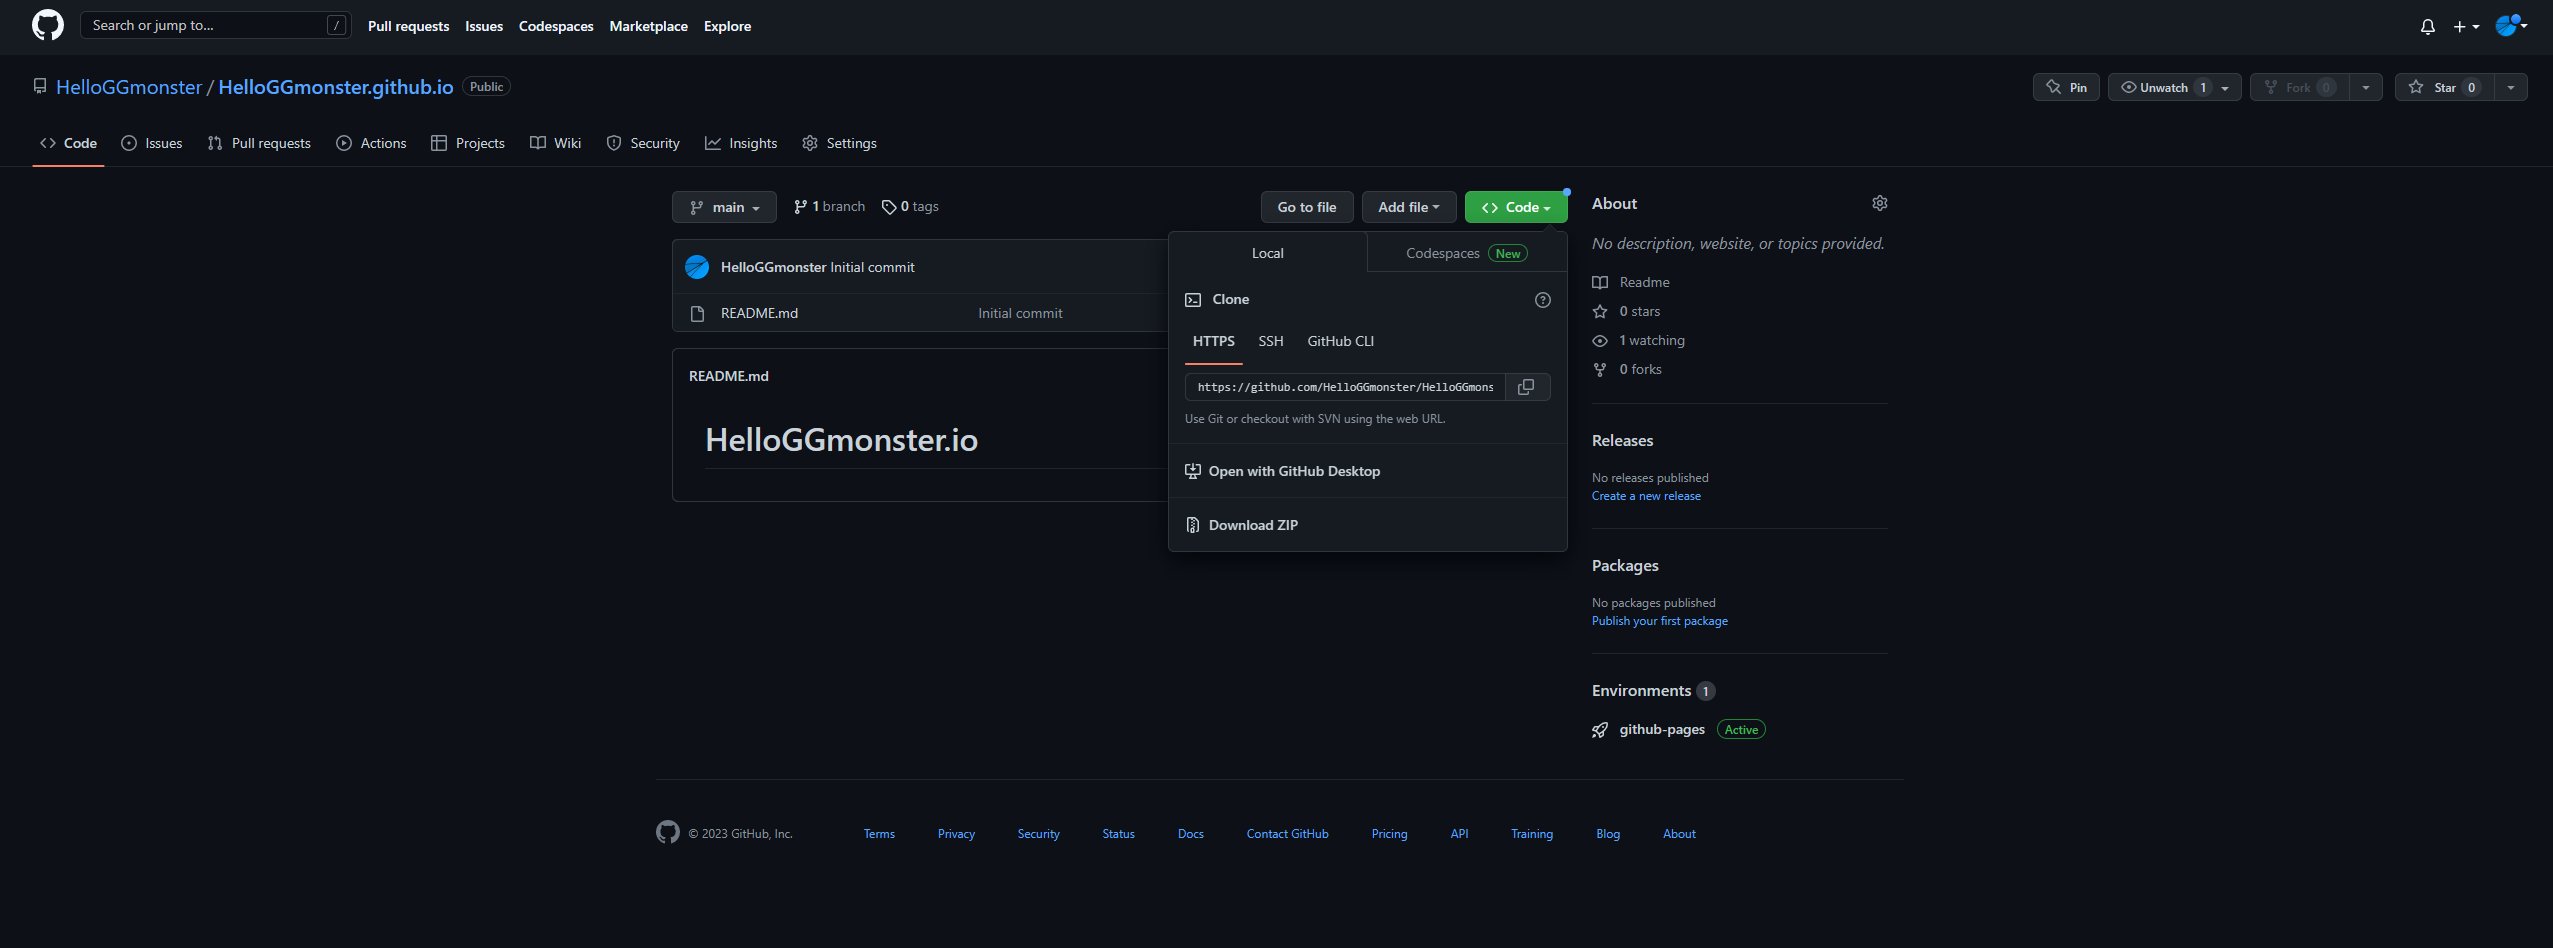 Search or jump to... / Pull requests Issues Codespaces Marketplace Explore
HelloGGmonster / HelloGGmonster.github.io Public Pin Unwatch 1 Fork 0 Star 0
Code Issues Pull requests Actions Projects Wiki Security Insights Settings
main 1 branch 0 tags Go to file Add file Code
HelloGGmonster Initial commit
README.md Initial commit
README.md
HelloGGmonster.io
Local Codespaces New
Clone
HTTPS SSH GitHub CLI
https://github.com/HelloGGmonster/HelloGGmons
Use Git or checkout with SVN using the web URL.
Open with GitHub Desktop
Download ZIP
About
No description, website, or topics provided.
Readme
0 stars
1 watching
0 forks
Releases
No releases published
Create a new release
Packages
No packages published
Publish your first package
Environments 1
github-pages Active
© 2023 GitHub, Inc. Terms Privacy Security Status Docs Contact GitHub Pricing API Training Blog About